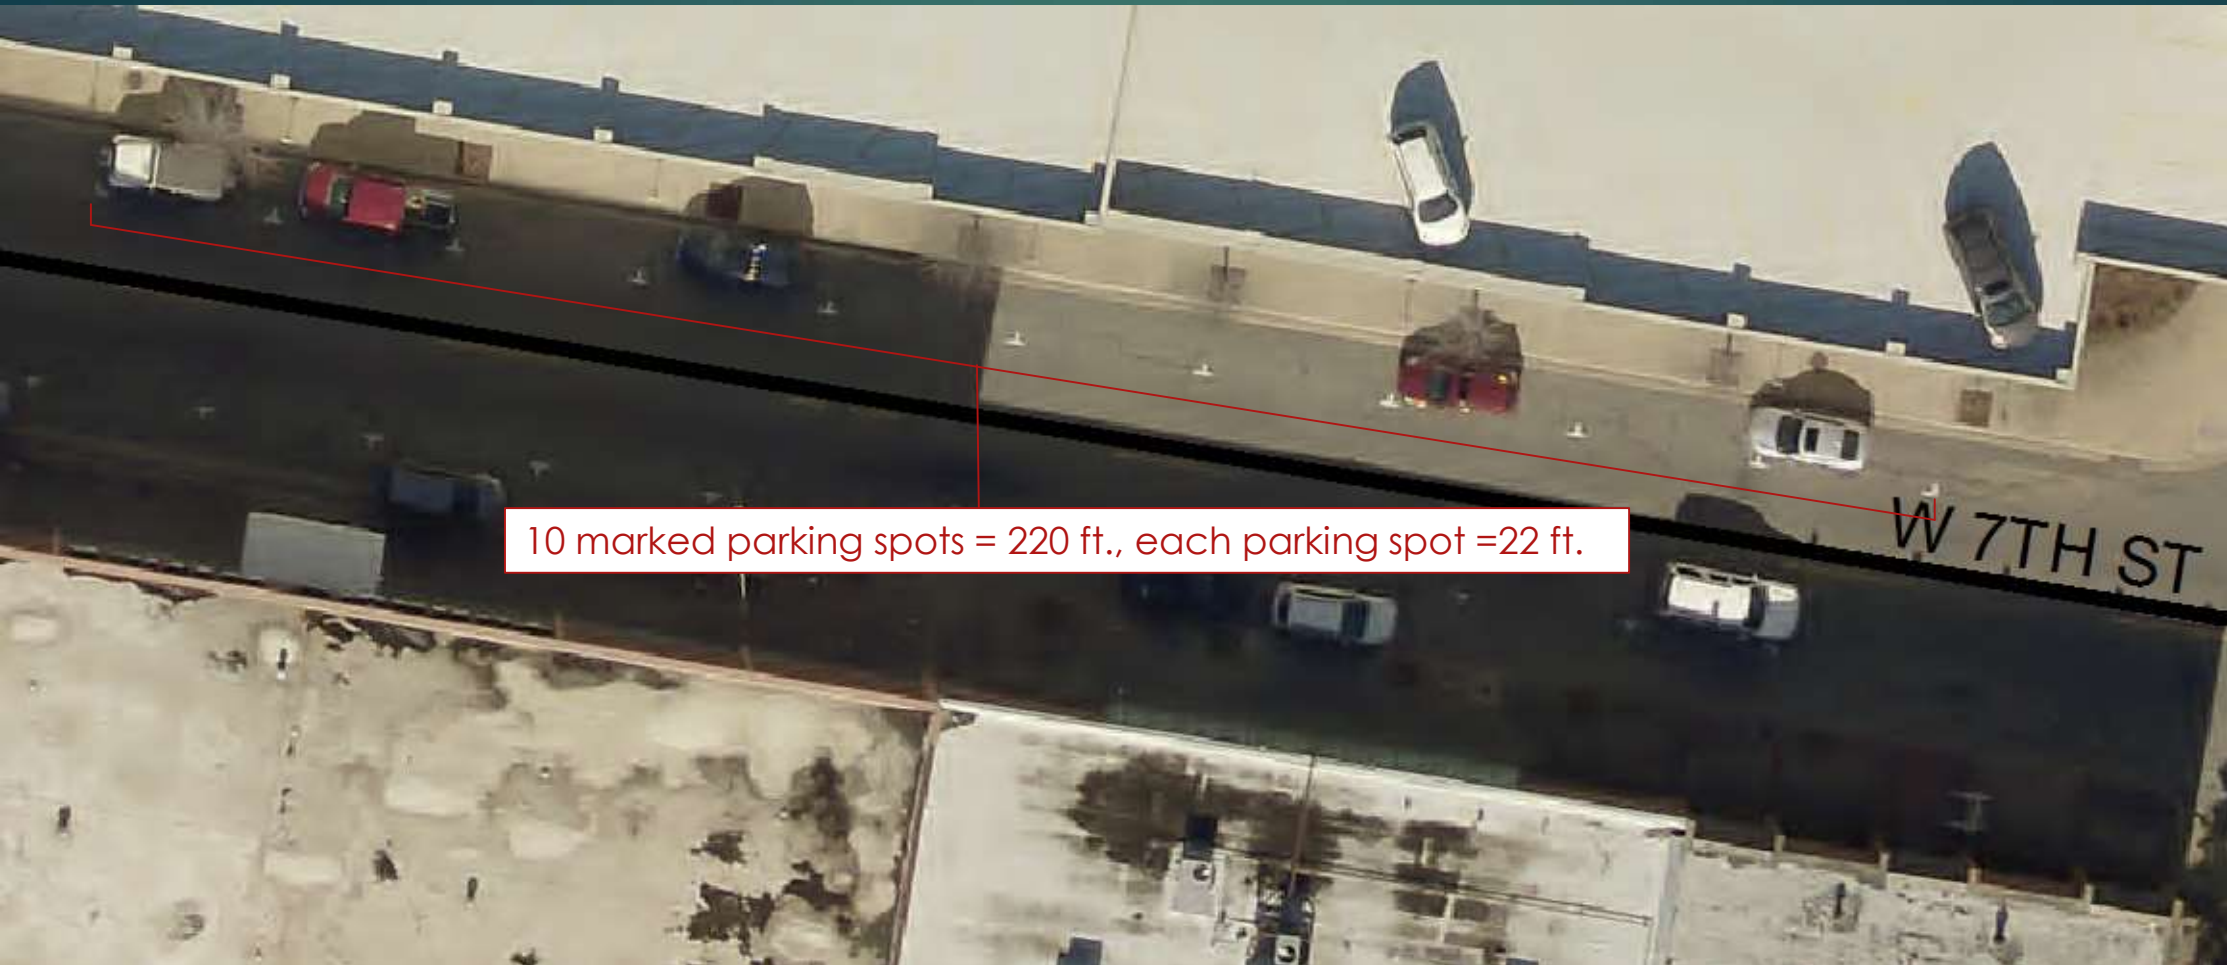 10 marked parking spots = 220 ft., each parking spot =22 ft.
W 7TH ST